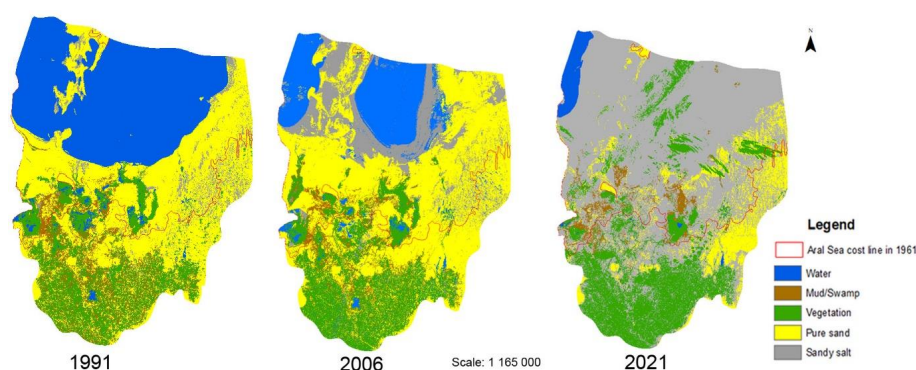 N
Legend
Aral Sea cost line in 1961
Water
Mud/Swamp
Vegetation
Pure sand
Sandy salt
1991
2006
Scale: 1 165 000
2021